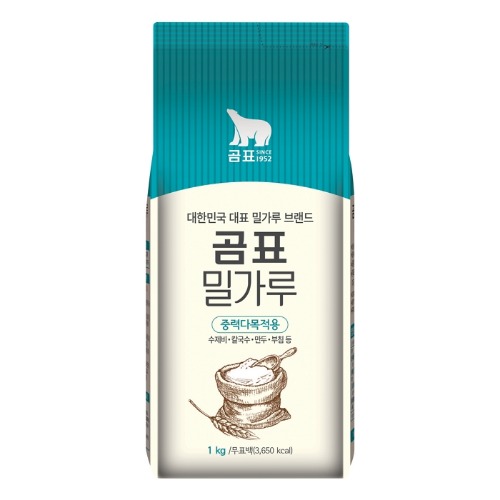 곰표 SINCE 1952
대한민국 대표 밀가루 브랜드
곰표
밀가루
중력다목적용
수제비•칼국수•만두•부침 등
1 kg /무표백(3,650 kcal)